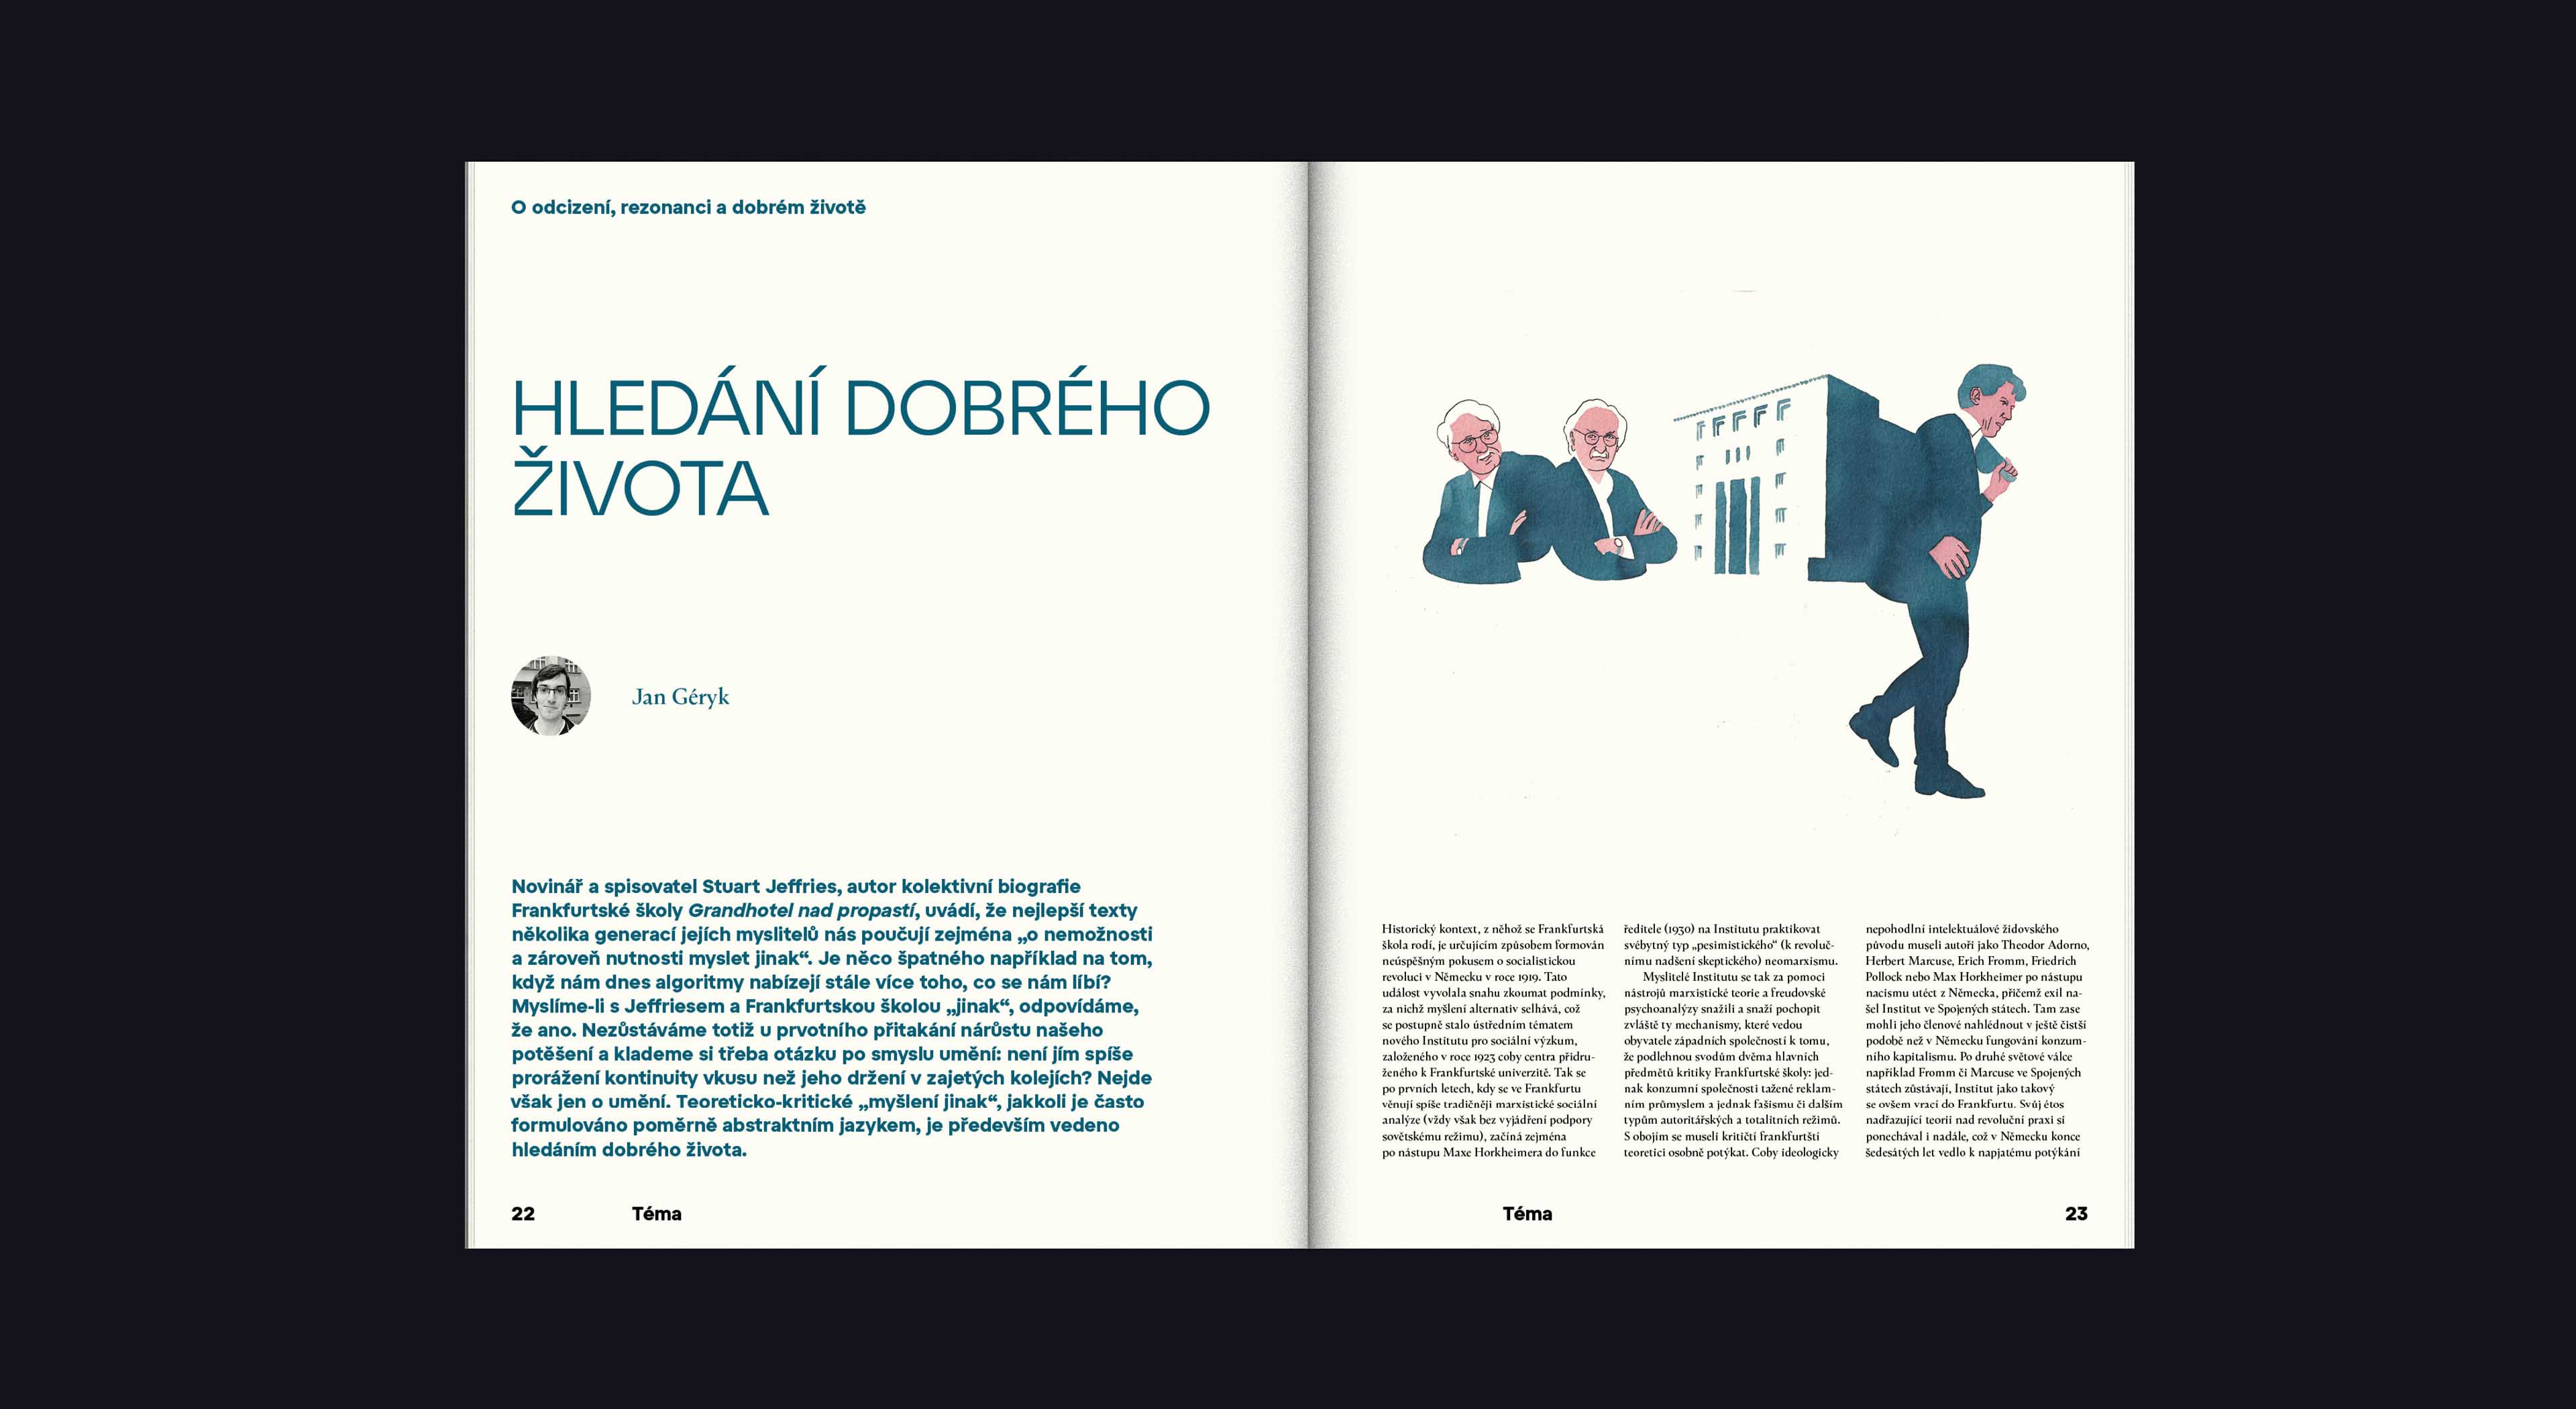 O odcizení, rezonanci a dobrém životě
HLEDÁNÍ DOBRÉHO
ŽIVOTA
Jan Géryk
Novinář a spisovatel Stuart Jeffries, autor kolektivní biografie
Frankfurtské školy Grandhotel nad propastí, uvádí, že nejlepší texty
několika generací jejích myslitelů nás poučují zejména „o nemožnosti
a zároveň nutnosti myslet jinak“. Je něco špatného například na tom,
když nám dnes algoritmy nabízejí stále více toho, co se nám líbí?
Myslíme-li s Jeffriesem a Frankfurtskou školou „jinak“, odpovídáme,
že ano. Nezůstáváme totiž u prvotního přitakání nárůstu našeho
potěšení a klademe si třeba otázku po smyslu umění: není jím spíše
prorážení kontinuity vkusu než jeho držení v zajetých kolejích? Nejde
však jen o umění. Teoreticko-kritické „myšlení jinak“, jakkoli je často
formulováno poměrně abstraktním jazykem, je především vedeno
hledáním dobrého života.
22
Téma
Historický kontext, z něhož se Frankfurtská
škola rodí, je určujícím způsobem formován
neúspěšným pokusem o socialistickou
revoluci v Německu v roce 1919. Tato
událost vyvolala snahu zkoumat podmínky,
za nichž myšlení alternativ selhává, což
se postupně stalo ústředním tématem
nového Institutu pro sociální výzkum,
založeného v roce 1923 coby centra přidru-
ženého k Frankfurtské univerzitě. Tak se
po prvních letech, kdy se ve Frankfurtu
věnují spíše tradičněji marxistické sociální
analýze (vždy však bez vyjádření podpory
sovětskému režimu), začíná zejména
po nástupu Maxe Horkheimera do funkce
ředitele (1930) na Institutu praktikovat
svébytný typ „pesimistického“ (k revoluč-
nímu nadšení skeptického) neomarxismu.
Myslitelé Institutu se tak za pomoci
nástrojů marxistické teorie a freudovské
psychoanalýzy snažili a snaží pochopit
zvláště ty mechanismy, které vedou
obyvatele západních společností k tomu,
že podlehnou svodům dvěma hlavních
předmětů kritiky Frankfurtské školy: jed-
nak konzumní společnosti tažené reklam-
ním průmyslem a jednak fašismu či dalším
typům autoritářských a totalitních režimů.
S obojím se museli kritičtí frankfurtští
teoretici osobně potýkat. Coby ideologicky
nepohodlní intelektuálové židovského
původu museli autoři jako Theodor Adorno,
Herbert Marcuse, Erich Fromm, Friedrich
Pollock nebo Max Horkheimer po nástupu
nacismu utéct z Německa, přičemž exil na-
šel Institut ve Spojených státech. Tam zase
mohli jeho členové nahlédnout v ještě čistší
podobě než v Německu fungování konzum-
ního kapitalismu. Po druhé světové válce
například Fromm či Marcuse ve Spojených
státech zůstávají, Institut jako takový
se ovšem vrací do Frankfurtu. Svůj étos
nadřazující teorii nad revoluční praxi si
ponechával i nadále, což v Německu konce
šedesátých let vedlo k napjatému potýkání
Téma
23